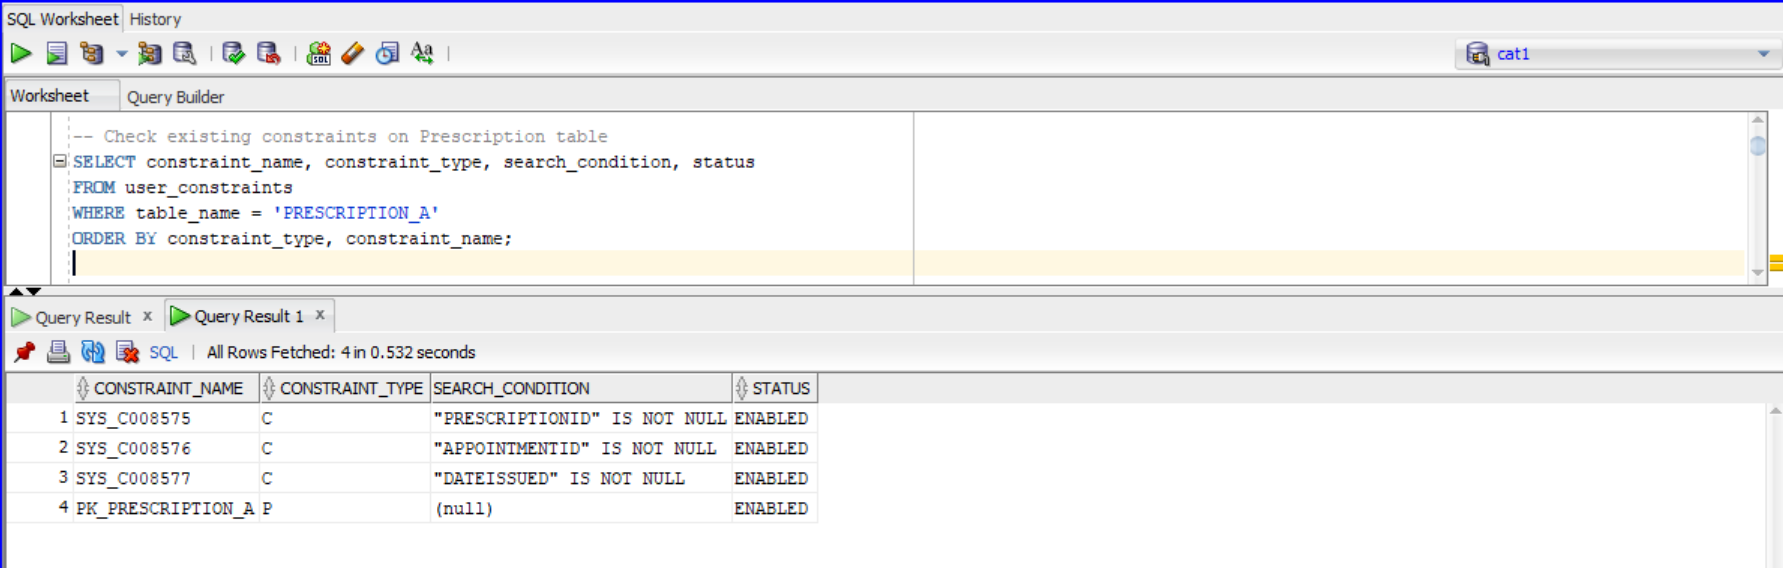 SQL Worksheet History
cat1
Worksheet Query Builder
-- Check existing constraints on Prescription table
SELECT constraint_name, constraint_type, search_condition, status
FROM user_constraints
WHERE table_name = 'PRESCRIPTION_A'
ORDER BY constraint_type, constraint_name;
Query Result x Query Result 1 x
SQL | All Rows Fetched: 4 in 0.532 seconds
CONSTRAINT_NAME CONSTRAINT_TYPE SEARCH_CONDITION STATUS
1 SYS_C008575 C "PRESCRIPTIONID" IS NOT NULL ENABLED
2 SYS_C008576 C "APPOINTMENTID" IS NOT NULL ENABLED
3 SYS_C008577 C "DATEISSUED" IS NOT NULL ENABLED
4 PK_PRESCRIPTION_A P (null) ENABLED